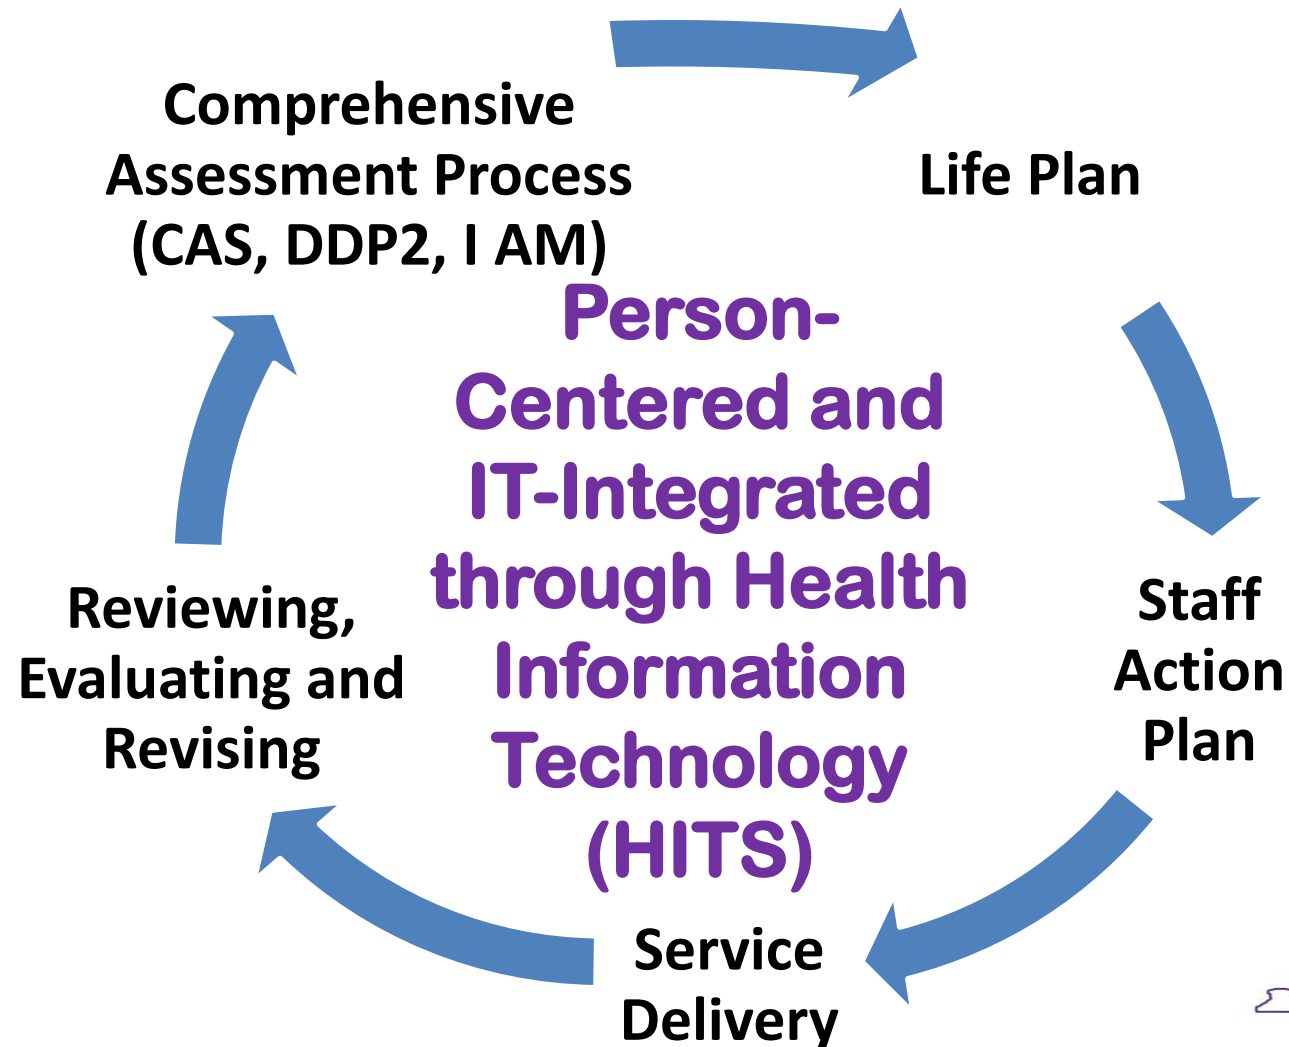 Comprehensive
Assessment Process
(CAS, DDP2, I AM)
Life Plan
Person-
Centered and
IT-Integrated
through Health
Information
Technology
(HITS)
Staff
Action
Plan
Service
Delivery
Reviewing,
Evaluating and
Revising